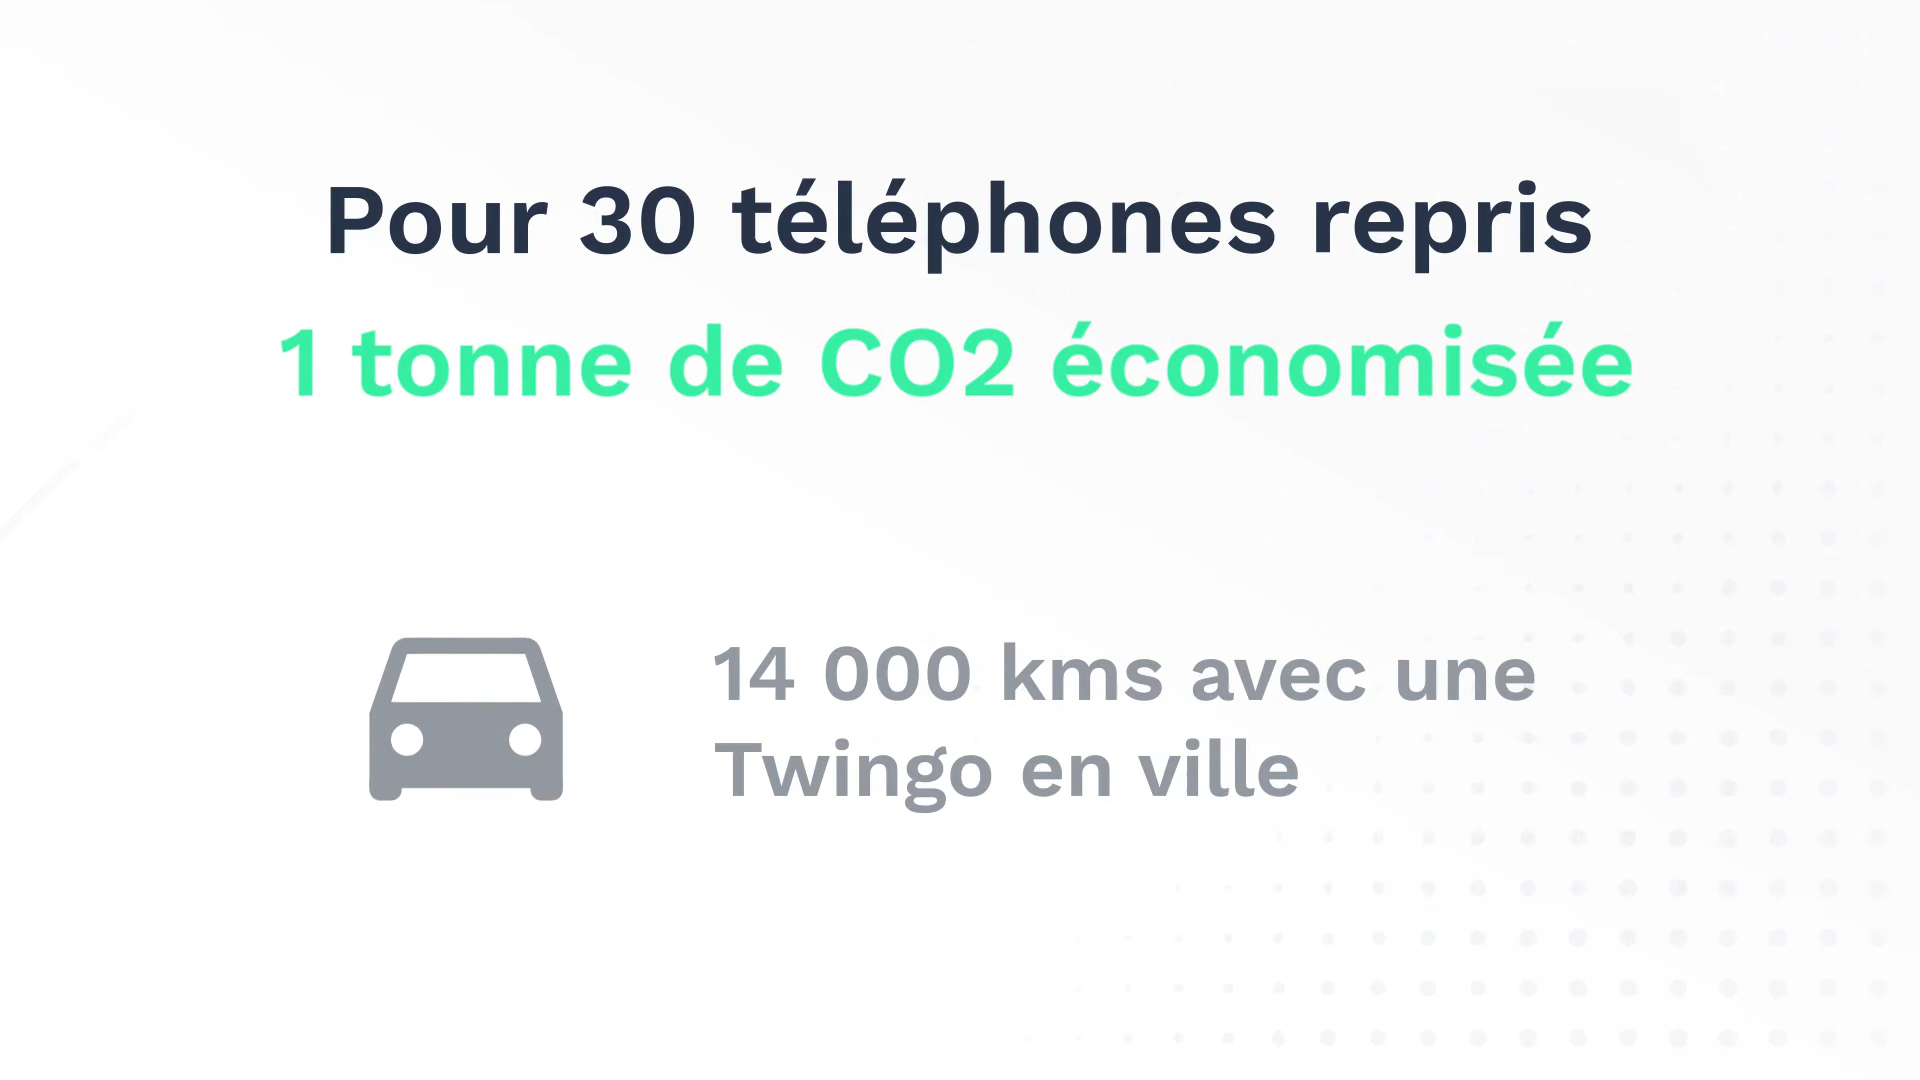 Pour 30 téléphones repris
1 tonne de CO2 économisée
14 000 kms avec une
Twingo en ville